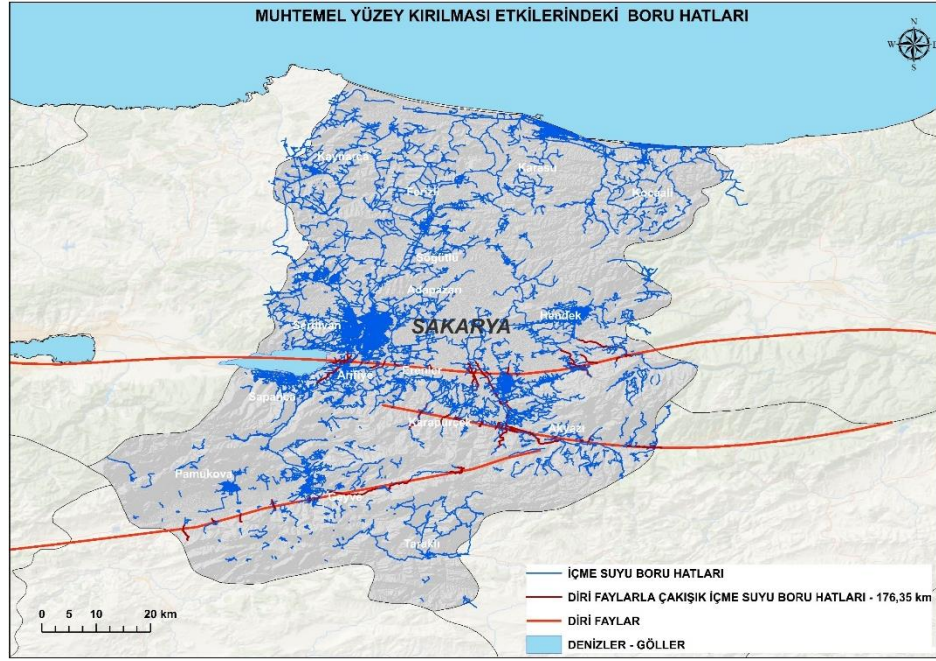 MUHTEMEL YÜZEY KIRILMASI ETKİLERİNDEKİ BORU HATLARI
N
W E
S
Kaynarca
Karasu
Ferizli
Kocaali
Söğütlü
Adapazarı
Hendek
Serdivan
SAKARYA
Arifiye
Erenler
Sapanca
Karapürçek
Akyazı
Pamukova
Geyve
Taraklı
İÇME SUYU BORU HATLARI
DİRİ FAYLARLA ÇAKIŞIK İÇME SUYU BORU HATLARI - 176,35 km
DİRİ FAYLAR
DENİZLER - GÖLLER
0 5 10 20 km